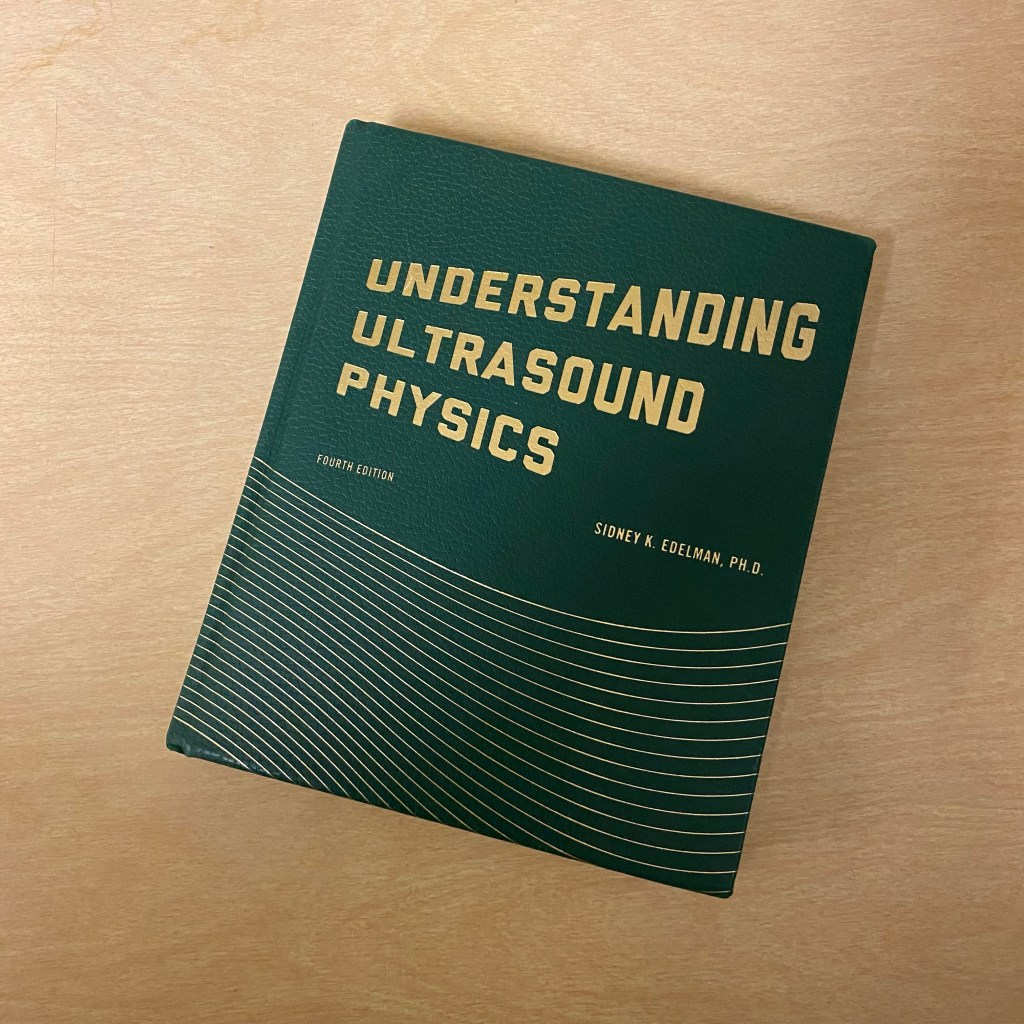 UNDERSTANDING
ULTRASOUND
PHYSICS
FOURTH EDITION
SIDNEY K. EDELMAN, PH.D.